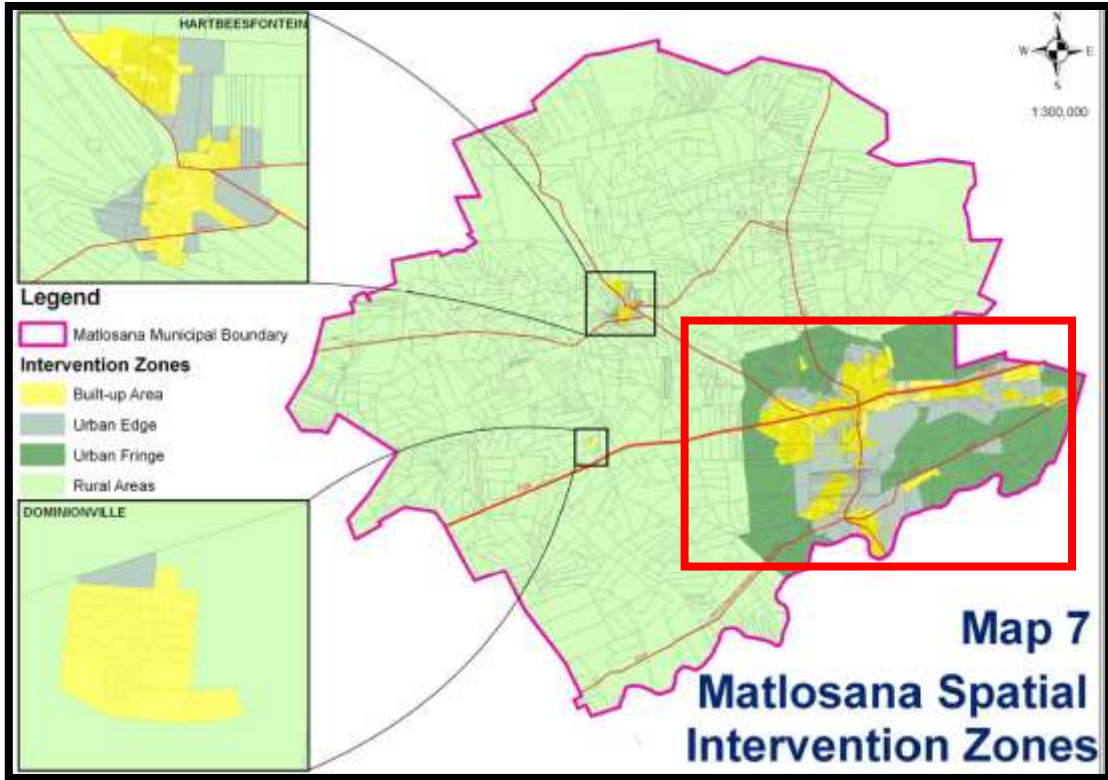 HARTBEESFONTEIN
N
W E
S
1:300,000
Legend
Matlosana Municipal Boundary
Intervention Zones
Built-up Area
Urban Edge
Urban Fringe
Rural Areas
DOMINIONVILLE
Map 7
Matlosana Spatial
Intervention Zones